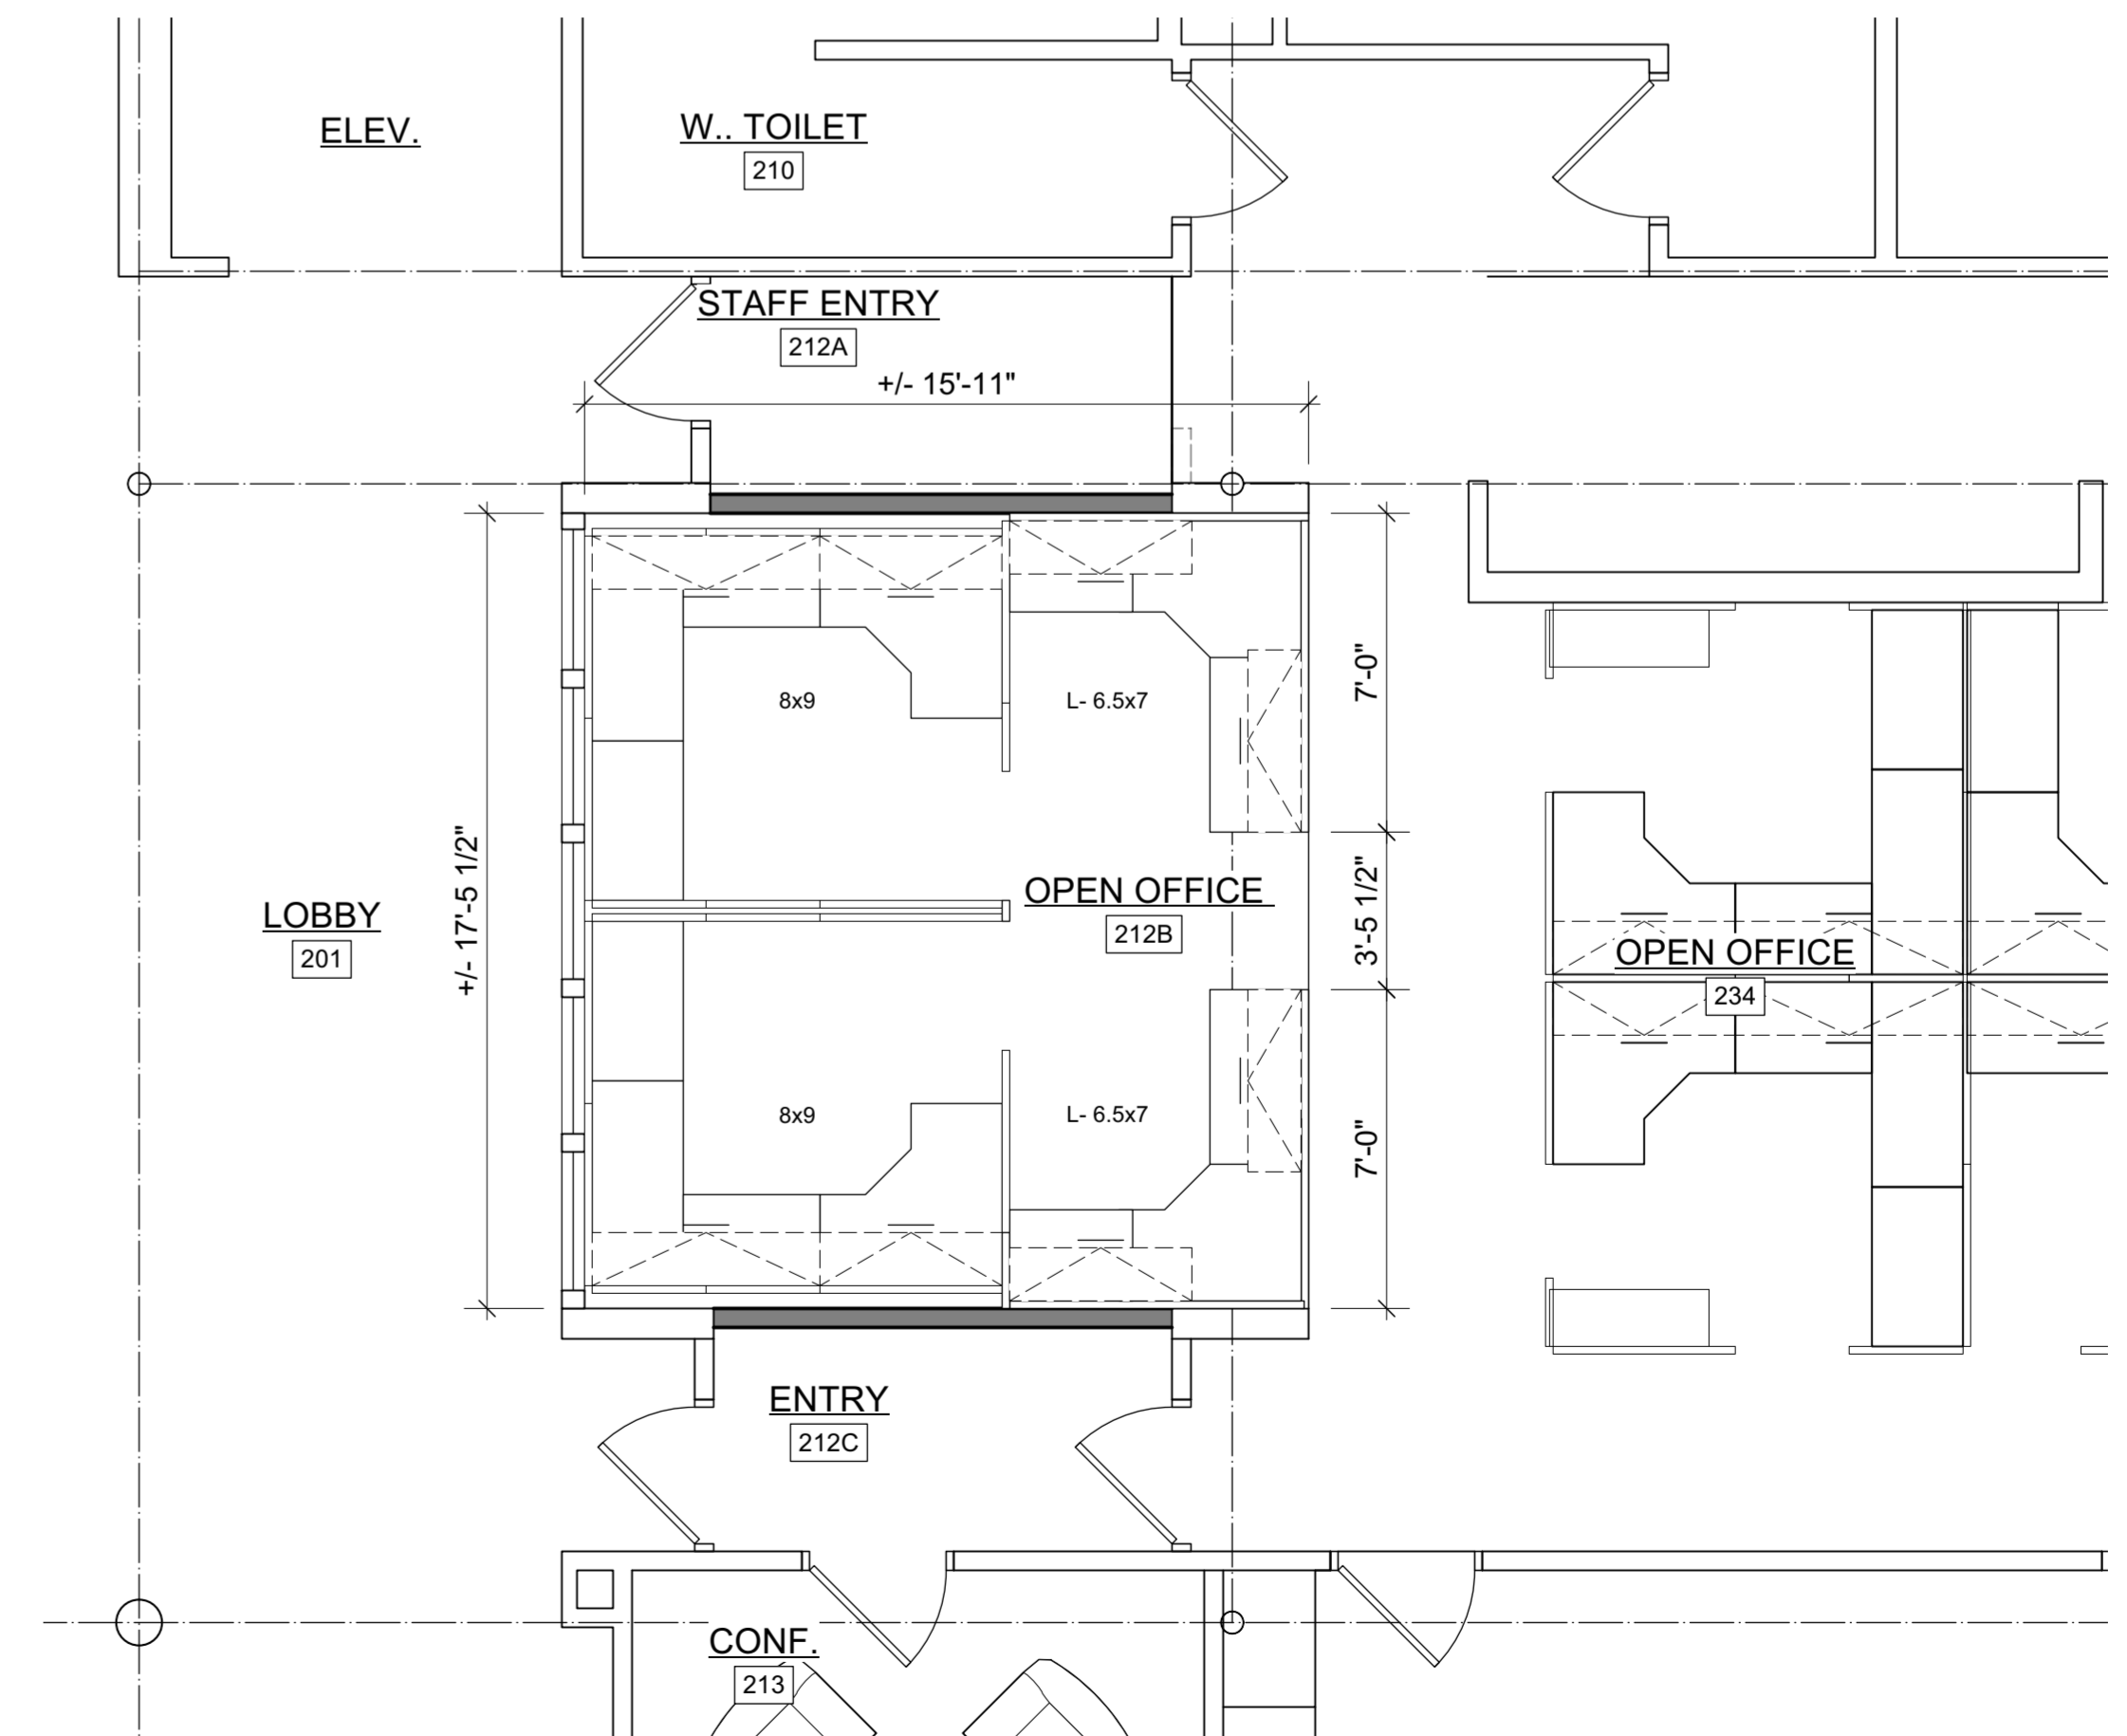 ELEV.
W.. TOILET
210
STAFF ENTRY
212A
+/- 15'-11"
8x9
L- 6.5x7
7'-0"
+/- 17'-5 1/2"
LOBBY
201
OPEN OFFICE
212B
3'-5 1/2"
OPEN OFFICE
234
8x9
L- 6.5x7
7'-0"
ENTRY
212C
CONF.
213